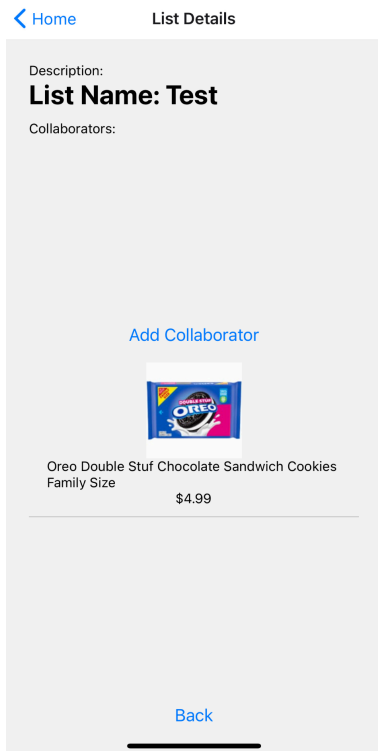 Home
List Details
Description:
List Name: Test
Collaborators:
Add Collaborator
DOUBLE STUF
OREO
Oreo Double Stuf Chocolate Sandwich Cookies
Family Size
$4.99
Back